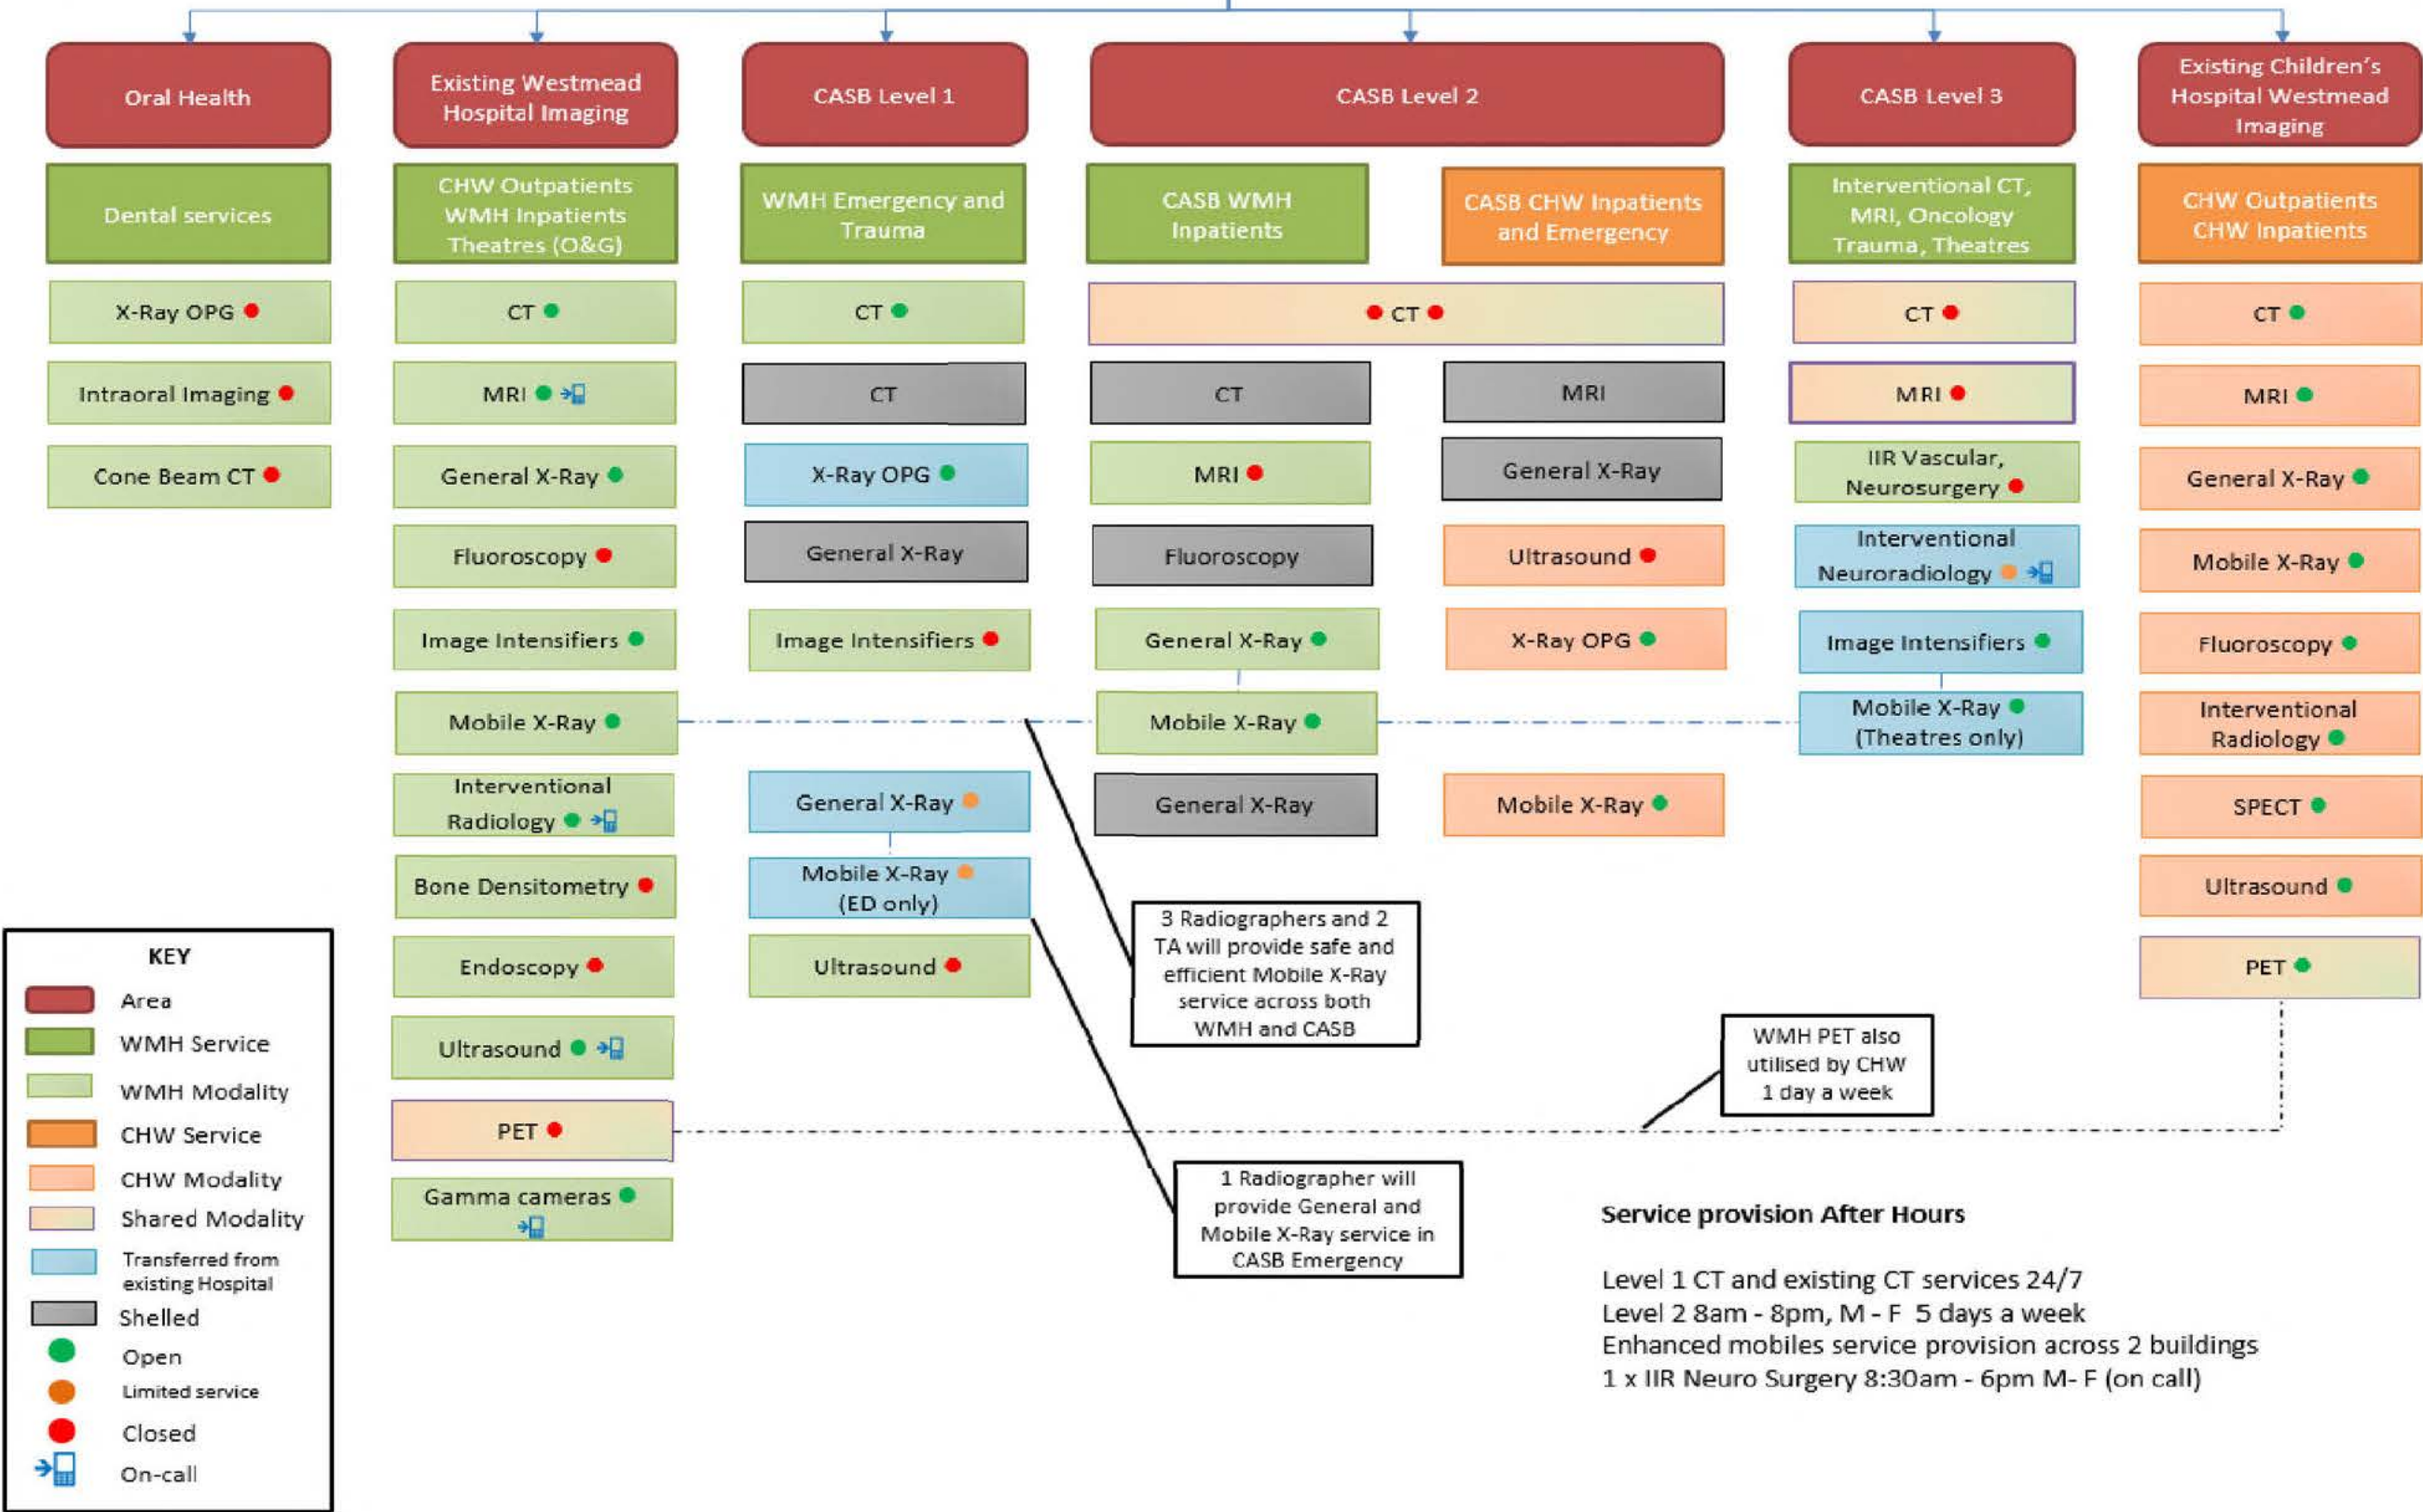 Oral Health
Dental services
X-Ray OPG
Intraoral Imaging
Cone Beam CT
Existing Westmead
Hospital Imaging
CHW Outpatients
WMH Inpatients
Theatres (O&G)
CT
MRI
General X-Ray
Fluoroscopy
Image Intensifiers
Mobile X-Ray
Interventional
Radiology
Bone Densitometry
Endoscopy
Ultrasound
PET
Gamma cameras
CASB Level 1
WMH Emergency and
Trauma
CT
CT
X-Ray OPG
General X-Ray
Image Intensifiers
General X-Ray
Mobile X-Ray
(ED only)
Ultrasound
CASB Level 2
CASB WMH
Inpatients
CASB CHW Inpatients
and Emergency
CT
CT
MRI
Fluoroscopy
General X-Ray
Mobile X-Ray
General X-Ray
MRI
General X-Ray
Ultrasound
X-Ray OPG
Mobile X-Ray
CASB Level 3
Interventional CT,
MRI, Oncology
Trauma, Theatres
CT
MRI
IIR Vascular,
Neurosurgery
Interventional
Neuroradiology
Image Intensifiers
Mobile X-Ray
(Theatres only)
Existing Children's
Hospital Westmead
Imaging
CHW Outpatients
CHW Inpatients
CT
MRI
General X-Ray
Mobile X-Ray
Fluoroscopy
Interventional
Radiology
SPECT
Ultrasound
PET
3 Radiographers and 2
TA will provide safe and
efficient Mobile X-Ray
service across both
WMH and CASB
WMH PET also
utilised by CHW
1 day a week
1 Radiographer will
provide General and
Mobile X-Ray service in
CASB Emergency
KEY
Area
WMH Service
WMH Modality
CHW Service
CHW Modality
Shared Modality
Transferred from
existing Hospital
Shelled
Open
Limited service
Closed
On-call
Service provision After Hours
Level 1 CT and existing CT services 24/7
Level 2 8am - 8pm, M - F 5 days a week
Enhanced mobiles service provision across 2 buildings
1 x IIR Neuro Surgery 8:30am - 6pm M- F (on call)